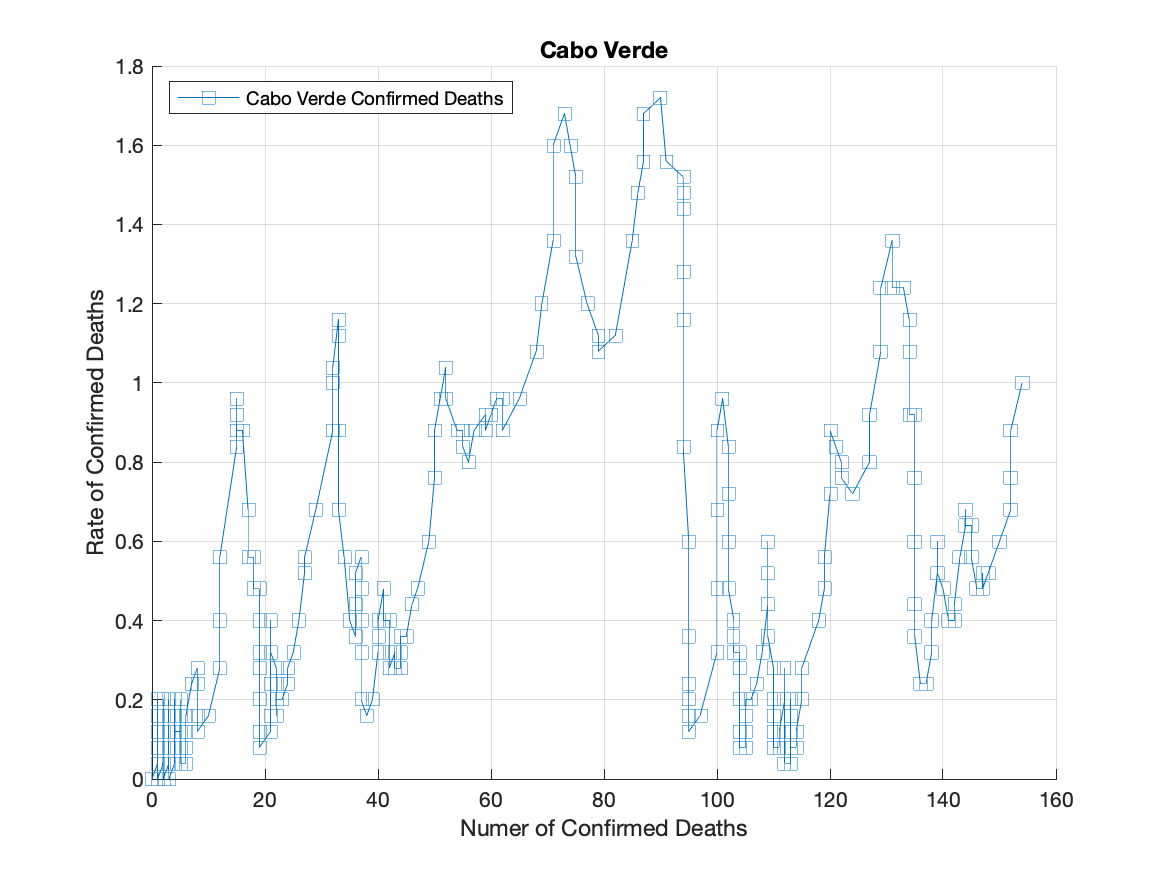 Cabo Verde
Cabo Verde Confirmed Deaths
1.8
1.6
1.4
1.2
1
0.8
0.6
0.4
0.2
0
Rate of Confirmed Deaths
0 20 40 60 80 100 120 140 160
Numer of Confirmed Deaths